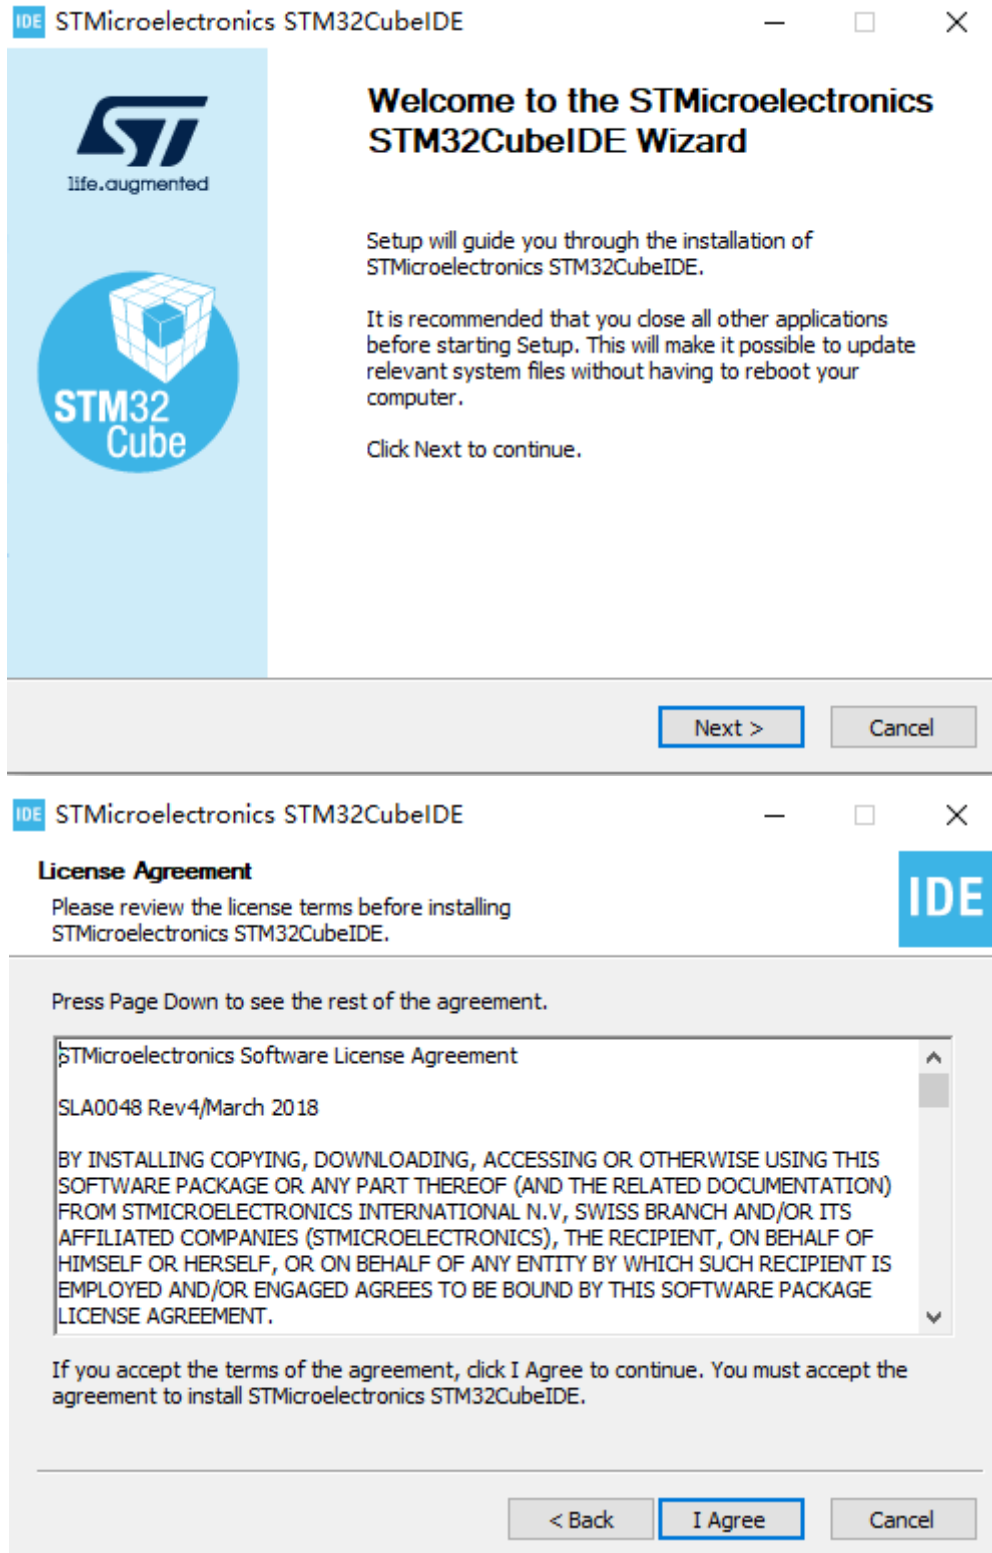 IDE STMicroelectronics STM32CubeIDE
life.augmented
STM32
Cube
Welcome to the STMicroelectronics
STM32CubeIDE Wizard
Setup will guide you through the installation of
STMicroelectronics STM32CubeIDE.
It is recommended that you close all other applications
before starting Setup. This will make it possible to update
relevant system files without having to reboot your
computer.
Click Next to continue.
Next > Cancel
IDE STMicroelectronics STM32CubeIDE
License Agreement
Please review the license terms before installing
STMicroelectronics STM32CubeIDE.
IDE
Press Page Down to see the rest of the agreement.
STMicroelectronics Software License Agreement
SLA0048 Rev4/March 2018
BY INSTALLING COPYING, DOWNLOADING, ACCESSING OR OTHERWISE USING THIS
SOFTWARE PACKAGE OR ANY PART THEREOF (AND THE RELATED DOCUMENTATION)
FROM STMICROELECTRONICS INTERNATIONAL N.V, SWISS BRANCH AND/OR ITS
AFFILIATED COMPANIES (STMICROELECTRONICS), THE RECIPIENT, ON BEHALF OF
HIMSELF OR HERSELF, OR ON BEHALF OF ANY ENTITY BY WHICH SUCH RECIPIENT IS
EMPLOYED AND/OR ENGAGED AGREES TO BE BOUND BY THIS SOFTWARE PACKAGE
LICENSE AGREEMENT.
If you accept the terms of the agreement, click I Agree to continue. You must accept the
agreement to install STMicroelectronics STM32CubeIDE.
< Back I Agree Cancel